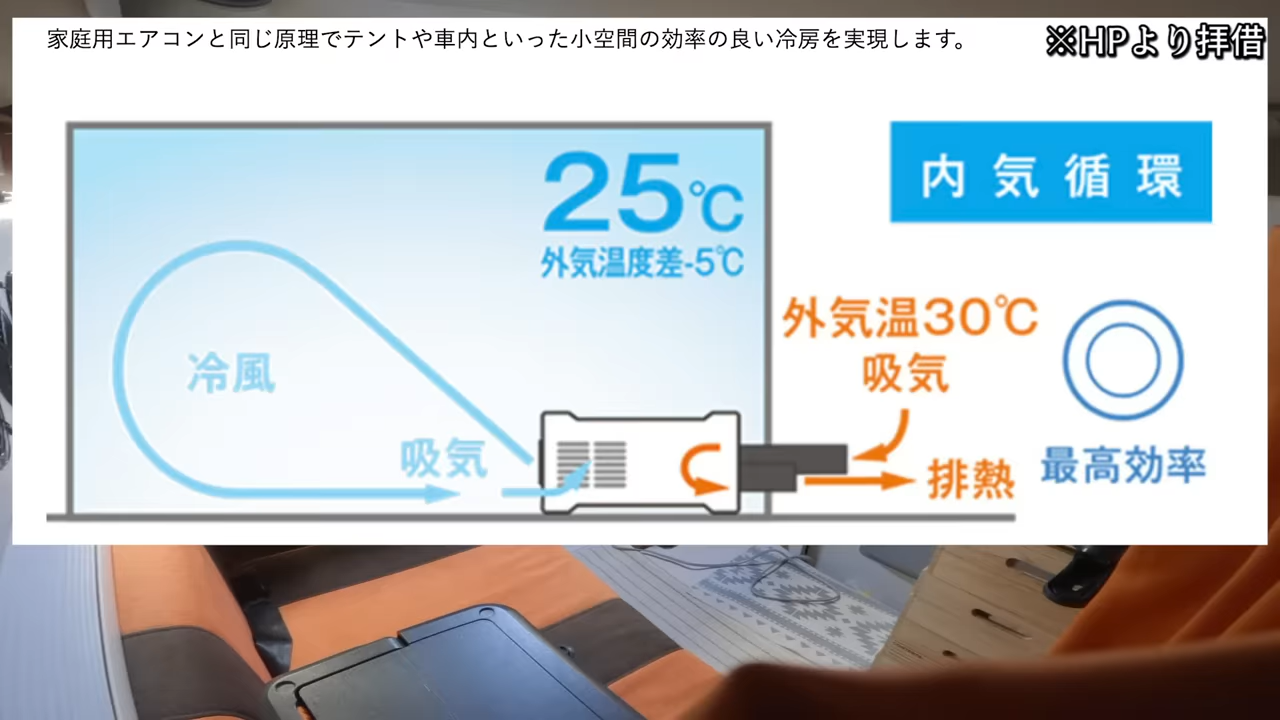 家庭用エアコンと同じ原理でテントや車内といった小空間の効率の良い冷房を実現します。
※HPより拝借
内気循環
25℃
外気温度差-5℃
外気温30℃
吸気
冷風
吸気
排熱
最高効率